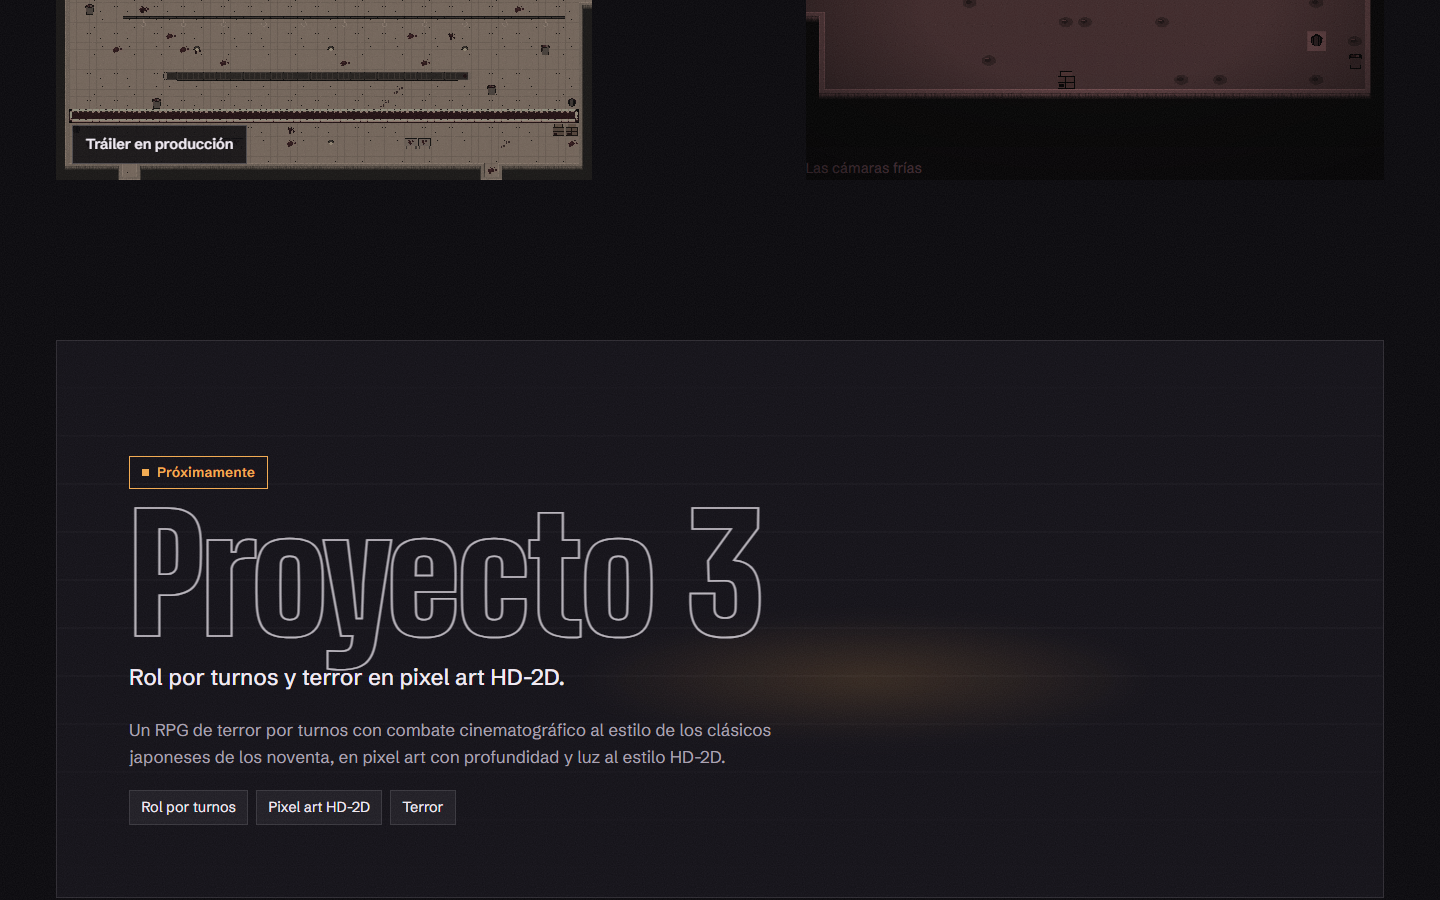 Tráiler en producción
Las cámaras frías
Próximamente
Proyecto 3
Rol por turnos y terror en pixel art HD-2D.
Un RPG de terror por turnos con combate cinematográfico al estilo de los clásicos
japoneses de los noventa, en pixel art con profundidad y luz al estilo HD-2D.
Rol por turnos
Pixel art HD-2D
Terror